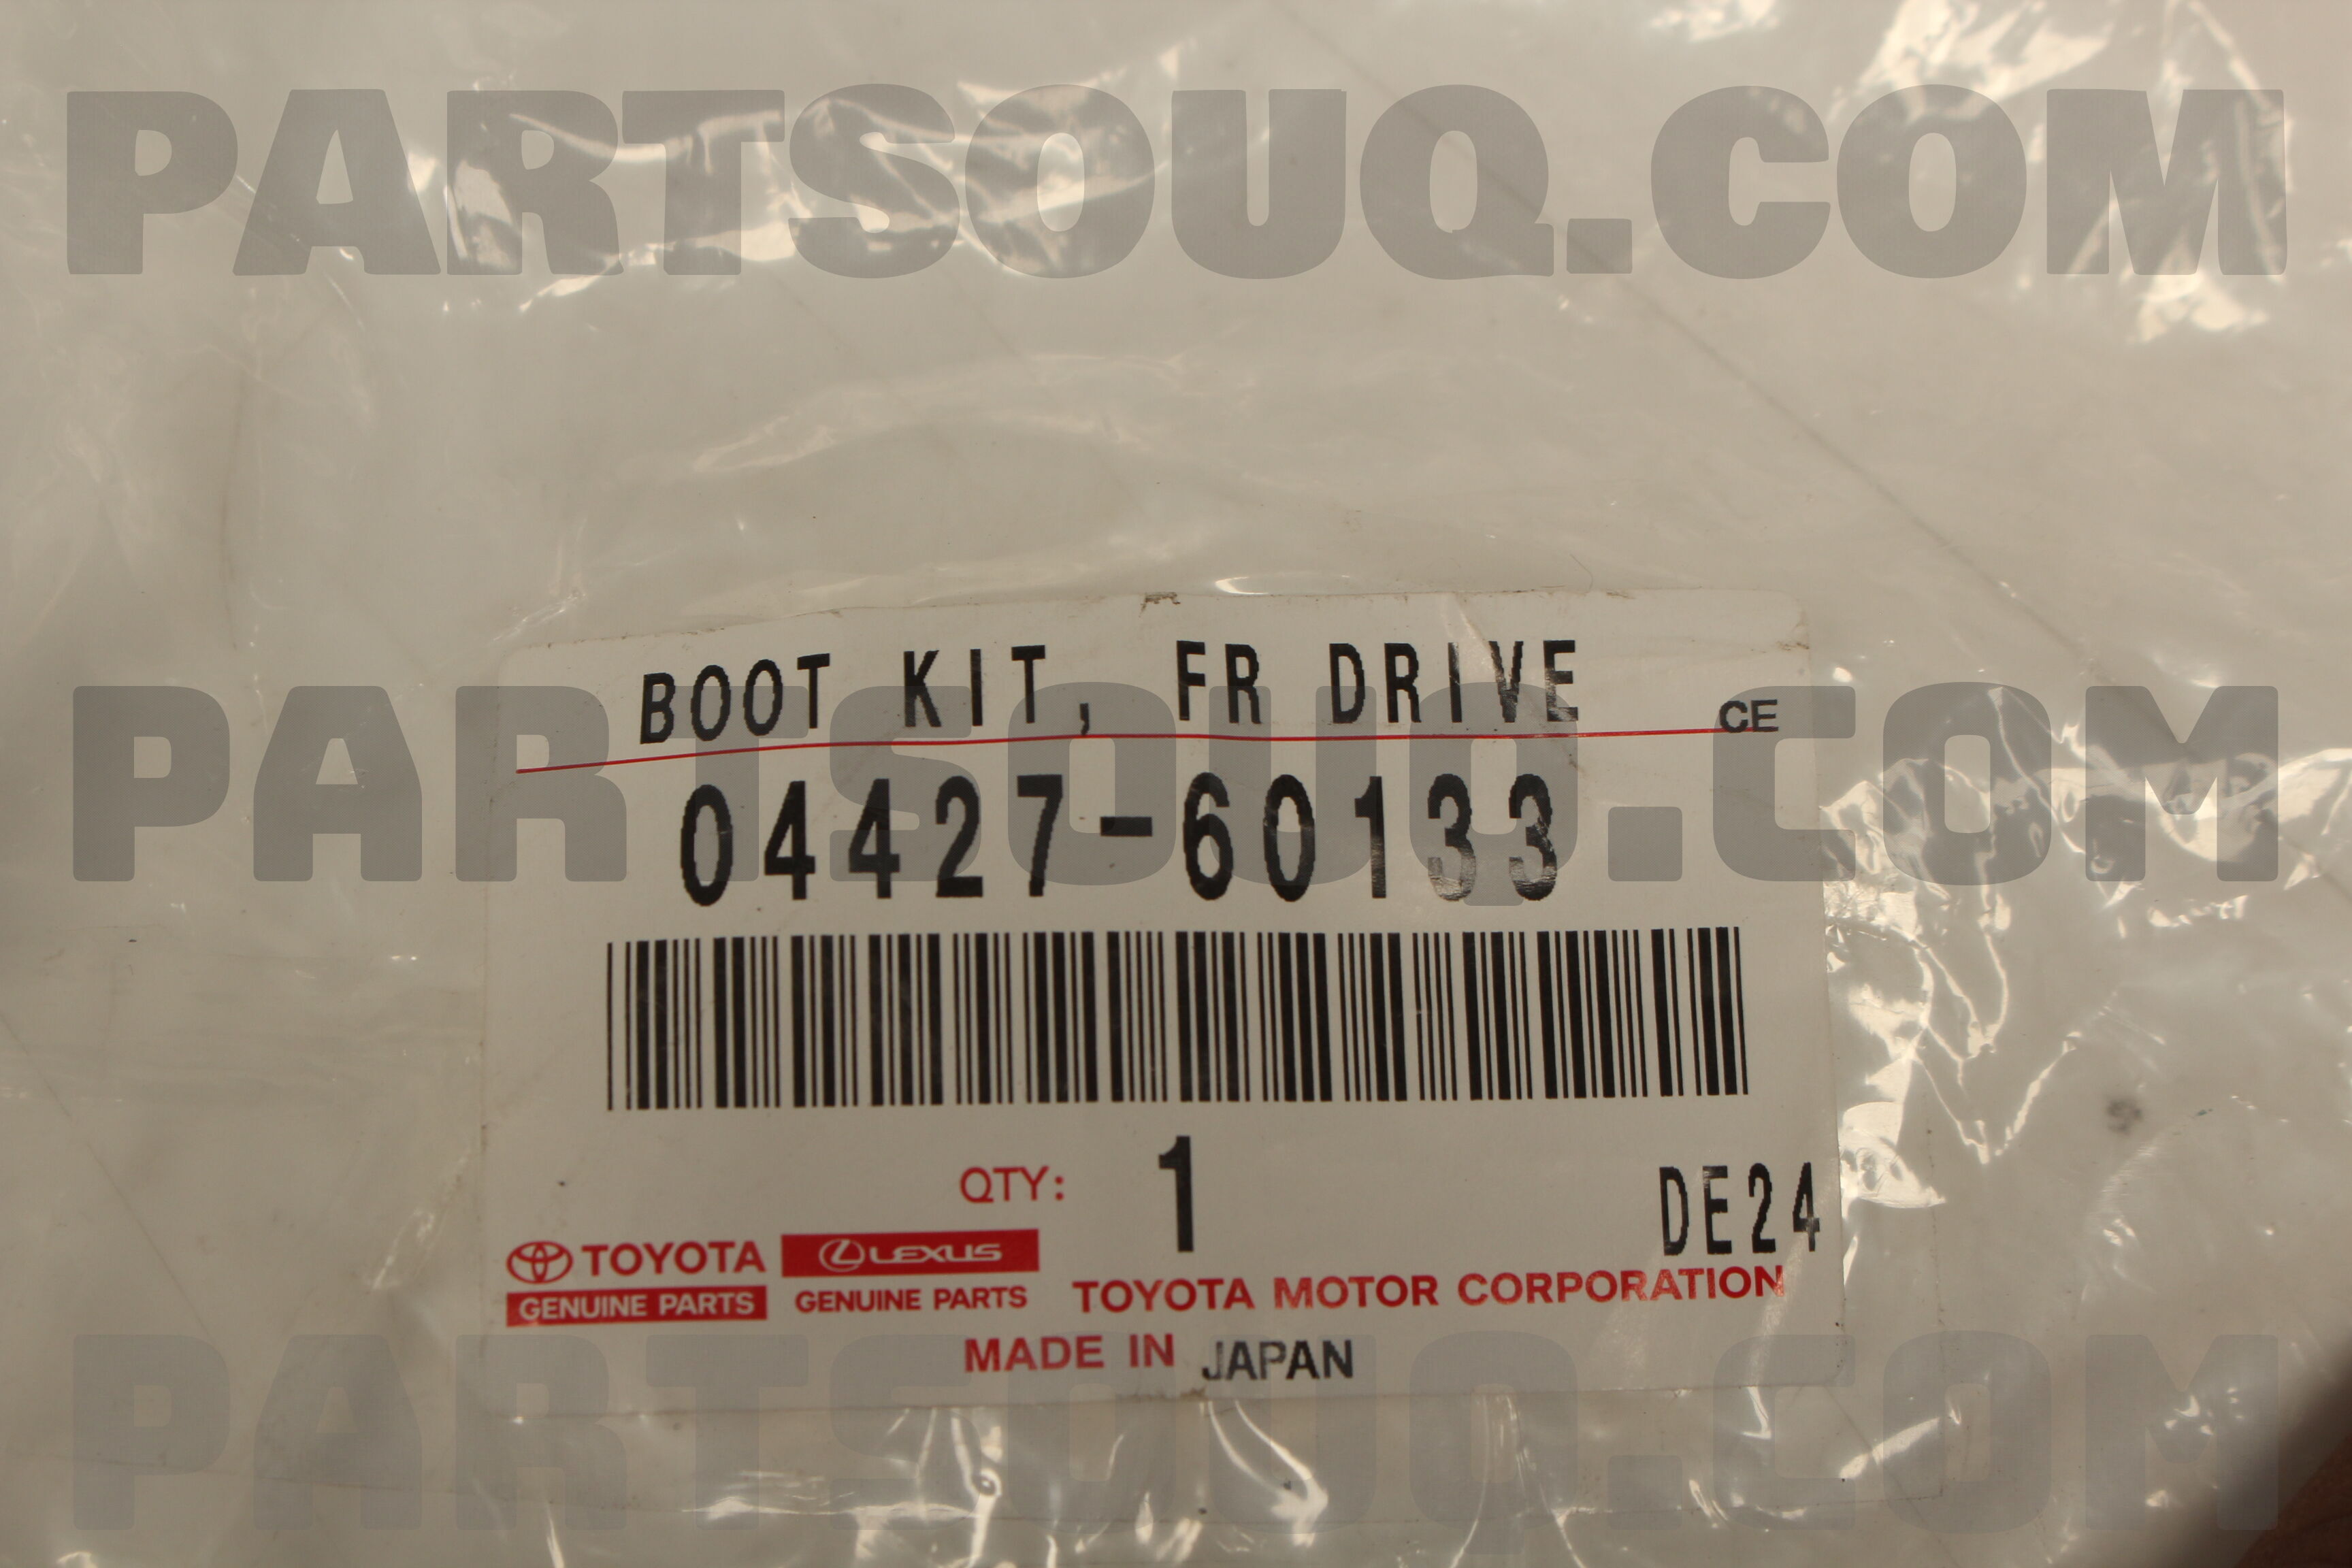 PARTSOUQ.COM
BOOT KIT, FR DRIVE
CE
PARTSOUQ.COM
04427-60133
QTY: 1
DE24
TOYOTA
GENUINE PARTS
LEXUS
GENUINE PARTS
TOYOTA MOTOR CORPORATION
MADE IN JAPAN
PARTSOUQ.COM